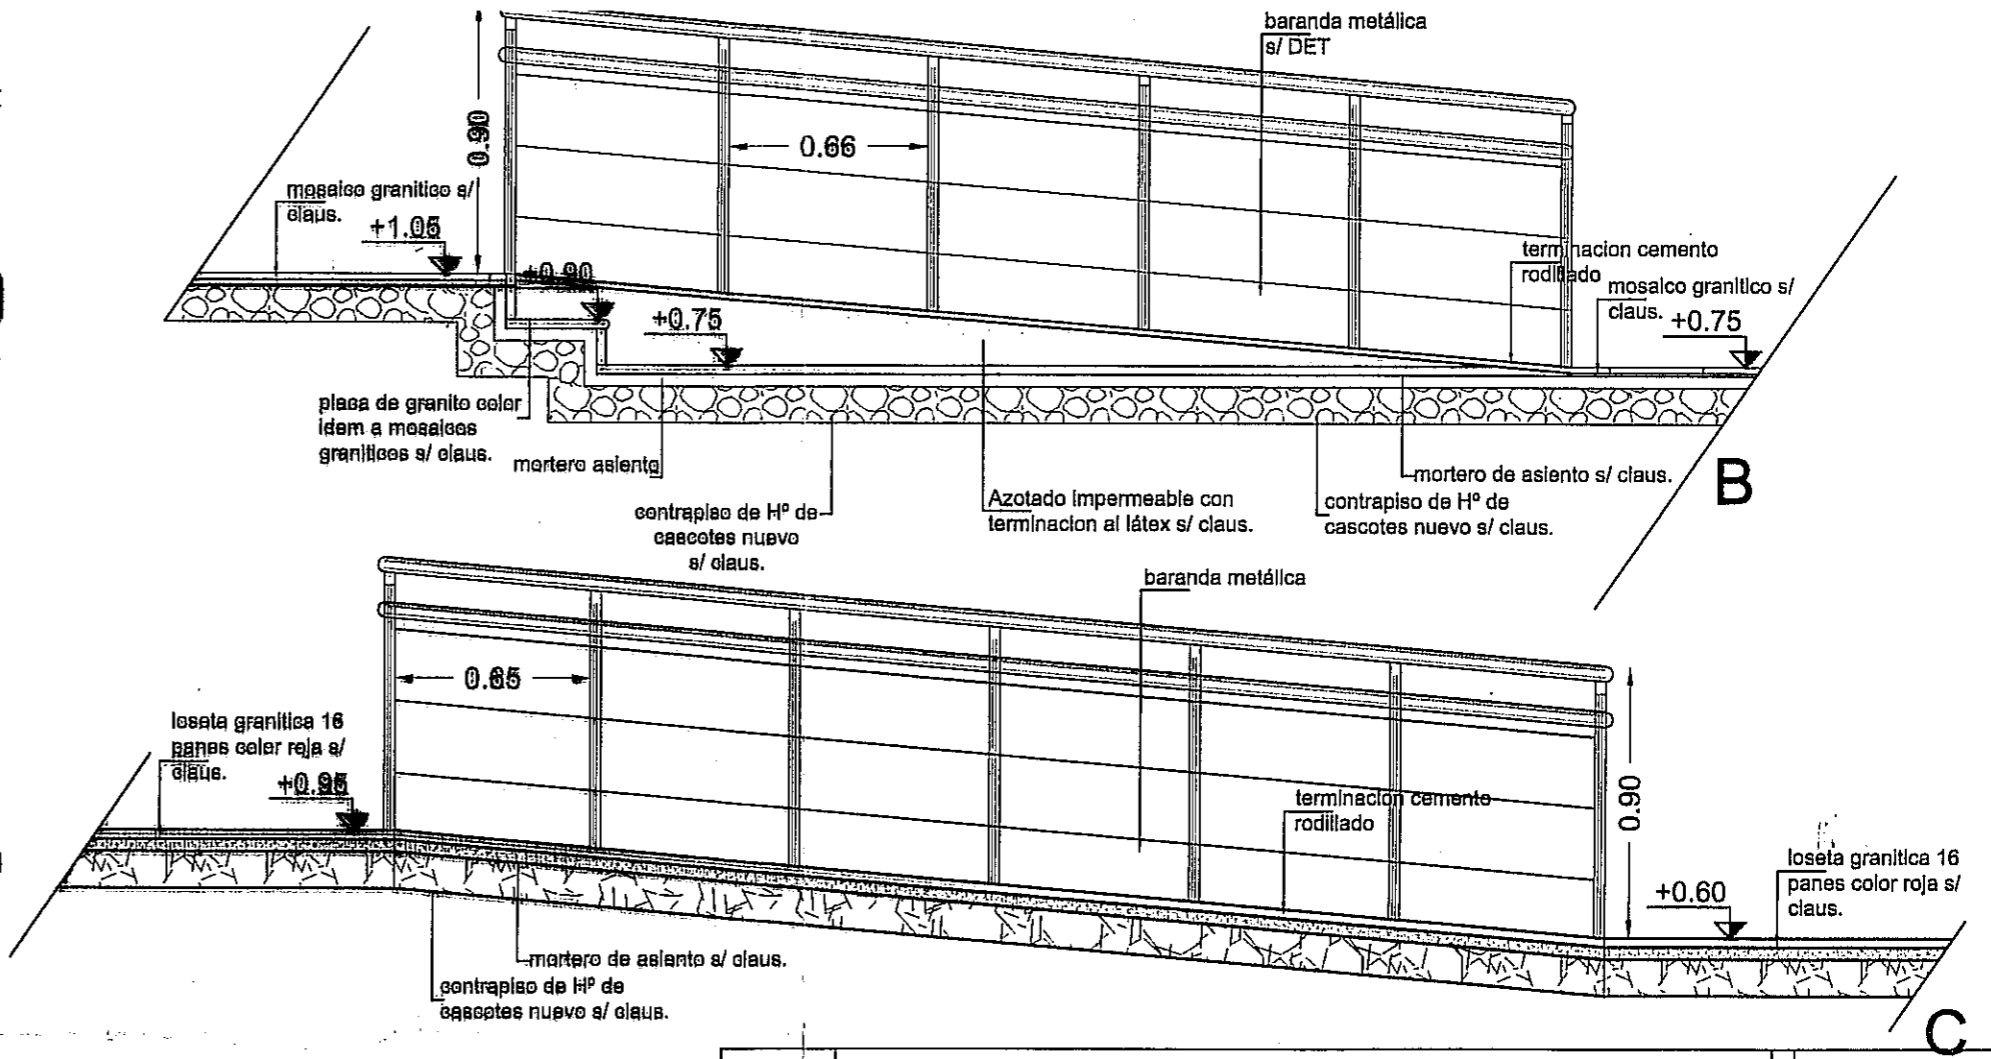 baranda metálica
s/ DET
0.90
0.66
mosaico granitico s/
claus.
+1.05
+0.90
+0.75
terminacion cemento
rodillado
mosaico granitico s/
claus.
+0.75
placa de granito color
idem a mosaicos
graniticos s/ claus.
mortero asiento
contrapiso de Hº de
cascotes nuevo
s/ claus.
Azotado impermeable con
terminacion al látex s/ claus.
mortero de asiento s/ claus.
contrapiso de Hº de
cascotes nuevo s/ claus.
B
baranda metálica
0.65
loseta granitica 16
panes color roja s/
claus.
+0.95
terminacion cemento
rodillado
0.90
+0.60
loseta granitica 16
panes color roja s/
claus.
mortero de asiento s/ claus.
contrapiso de Hº de
cascotes nuevo s/ claus.
C